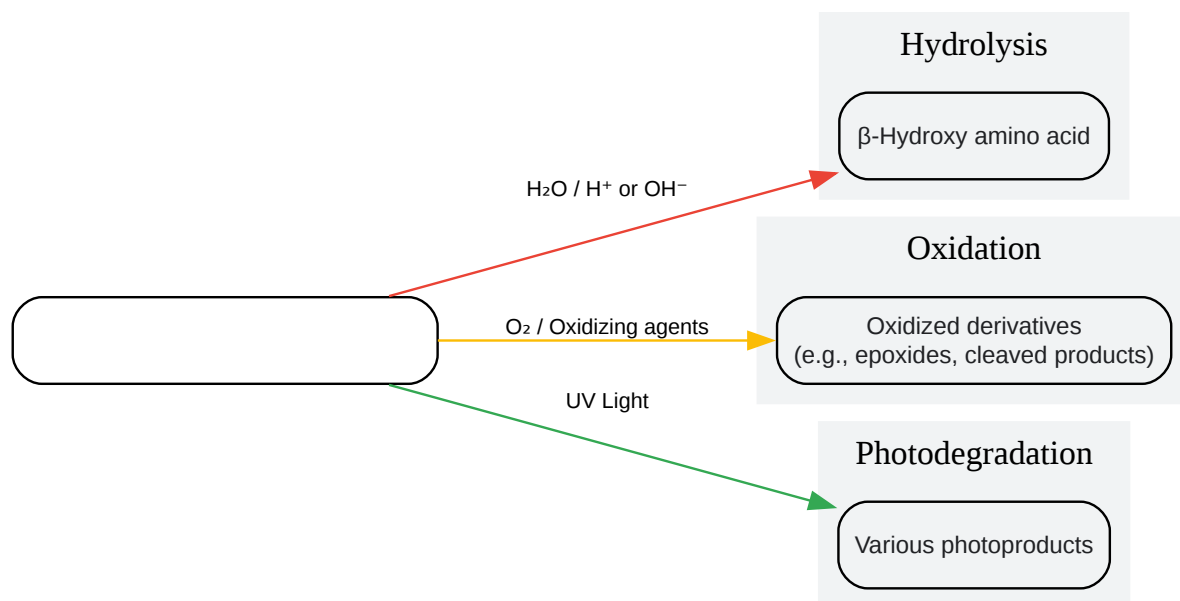 Hydrolysis
β-Hydroxy amino acid
H₂O / H⁺ or OH⁻
Oxidation
O₂ / Oxidizing agents
Oxidized derivatives
(e.g., epoxides, cleaved products)
UV Light
Photodegradation
Various photoproducts